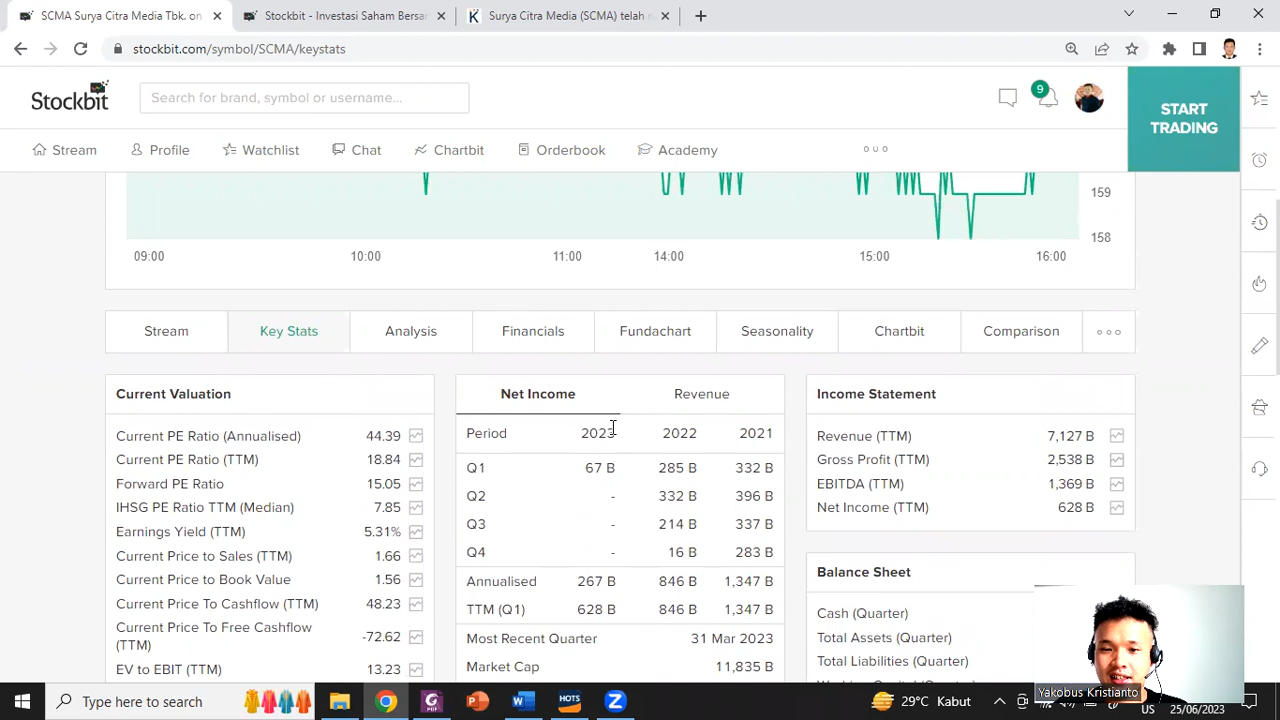 SCMA Surya Citra Media Tbk. on
Stockbit - Investasi Saham Bersar
Surya Citra Media (SCMA) telah
stockbit.com/symbol/SCMA/keystats
Stockbit
Search for brand, symbol or username...
9
START
TRADING
Stream
Profile
Watchlist
Chat
Chartbit
Orderbook
Academy
159
158
09:00
10:00
11:00
14:00
15:00
16:00
Stream
Key Stats
Analysis
Financials
Fundachart
Seasonality
Chartbit
Comparison
Current Valuation
Current PE Ratio (Annualised) 44.39
Current PE Ratio (TTM) 18.84
Forward PE Ratio 15.05
IHSG PE Ratio TTM (Median) 7.85
Earnings Yield (TTM) 5.31%
Current Price to Sales (TTM) 1.66
Current Price to Book Value 1.56
Current Price To Cashflow (TTM) 48.23
Current Price To Free Cashflow
(TTM) -72.62
EV to EBIT (TTM) 13.23
Net Income Revenue
Period 2023 2022 2021
Q1 67 B 285 B 332 B
Q2 - 332 B 396 B
Q3 - 214 B 337 B
Q4 - 16 B 283 B
Annualised 267 B 846 B 1,347 B
TTM (Q1) 628 B 846 B 1,347 B
Most Recent Quarter 31 Mar 2023
Market Cap 11,835 B
Income Statement
Revenue (TTM) 7,127 B
Gross Profit (TTM) 2,538 B
EBITDA (TTM) 1,369 B
Net Income (TTM) 628 B
Balance Sheet
Cash (Quarter)
Total Assets (Quarter)
Total Liabilities (Quarter)
Yakobus Kristianto
Type here to search
HOTS
29°C Kabut
US
25/06/2023